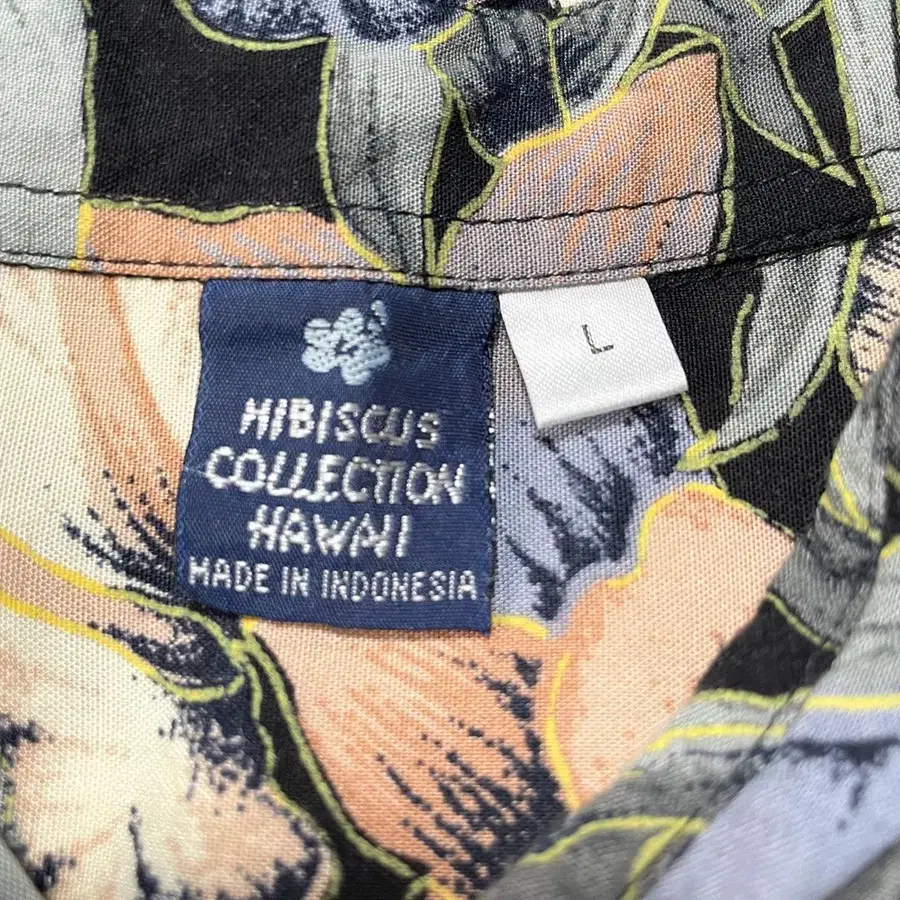 HIBISCUS
COLLECTION
HAWAII
MADE IN INDONESIA
L